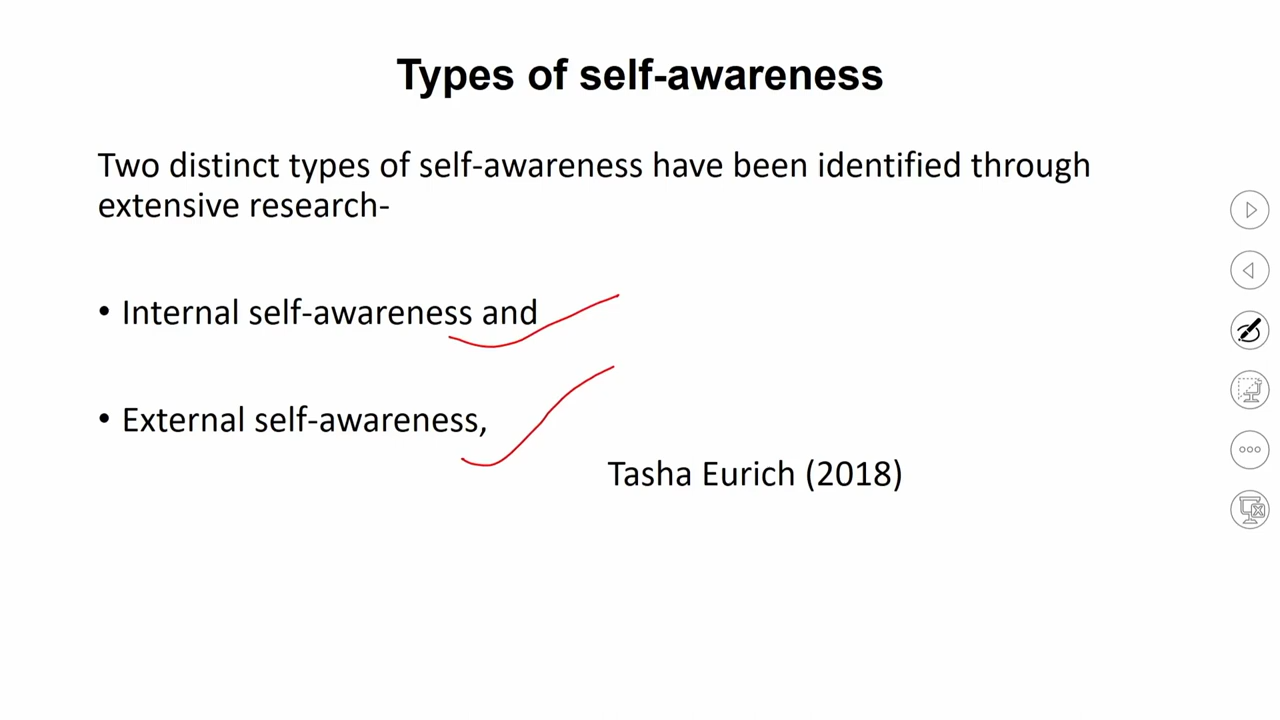 Types of self-awareness
Two distinct types of self-awareness have been identified through
extensive research-
• Internal self-awareness and
• External self-awareness,
Tasha Eurich (2018)